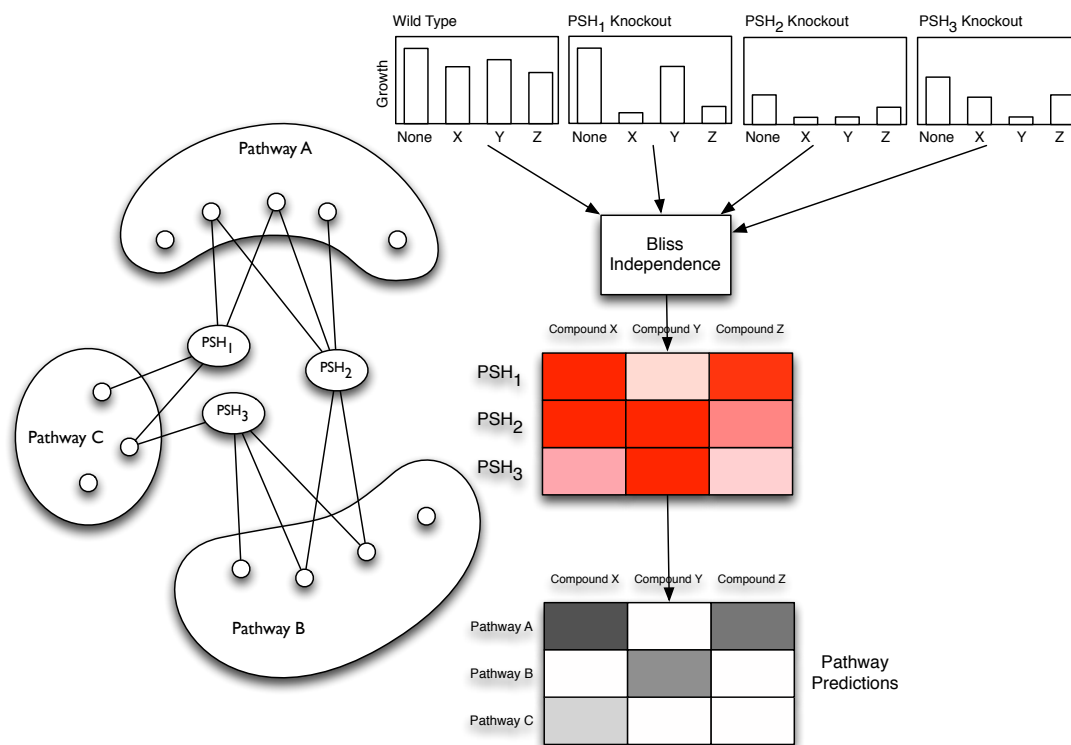 Wild Type
PSH1 Knockout
PSH2 Knockout
PSH3 Knockout
Growth
None X Y Z
None X Y Z
None X Y Z
None X Y Z
Pathway A
Bliss
Independence
PSH1
PSH2
PSH3
Pathway C
Pathway B
Compound X Compound Y Compound Z
PSH1
PSH2
PSH3
Compound X Compound Y Compound Z
Pathway A
Pathway B
Pathway C
Pathway
Predictions